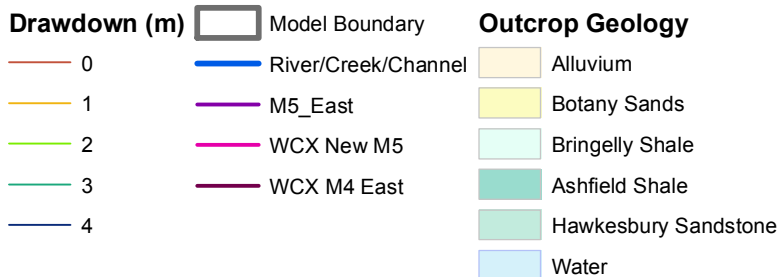 Drawdown (m)
0
1
2
3
4
Model Boundary
River/Creek/Channel
M5_East
WCX New M5
WCX M4 East
Outcrop Geology
Alluvium
Botany Sands
Bringelly Shale
Ashfield Shale
Hawkesbury Sandstone
Water